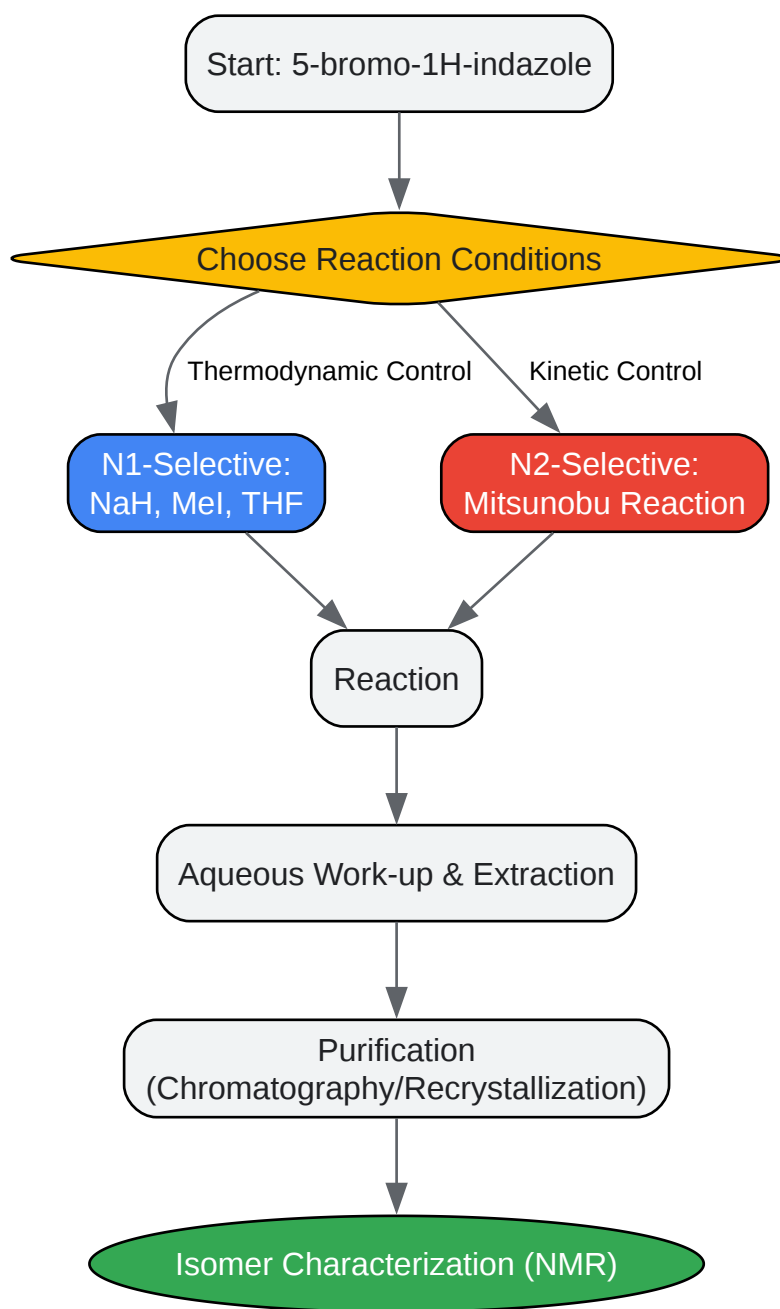 Start: 5-bromo-1H-indazole
Choose Reaction Conditions
Thermodynamic Control
Kinetic Control
N1-Selective:
NaH, MeI, THF
N2-Selective:
Mitsunobu Reaction
Reaction
Aqueous Work-up & Extraction
Purification
(Chromatography/Recrystallization)
Isomer Characterization (NMR)